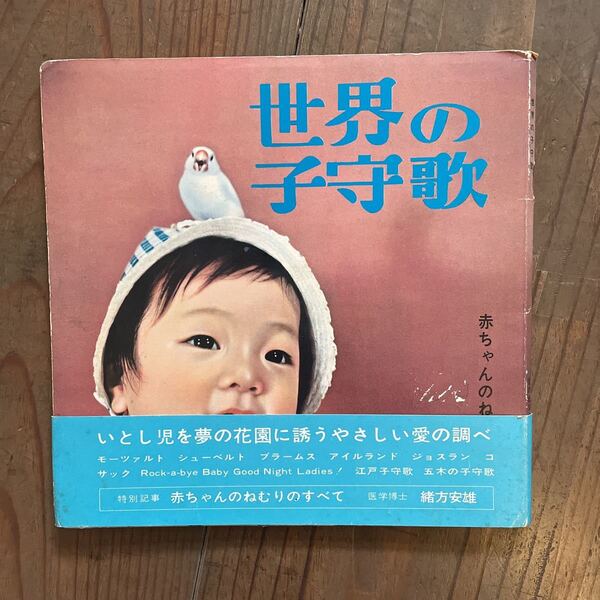 世界の
子守歌
赤ちゃんのね
いとし児を夢の花園に誘うやさしい愛の調べ
モーツァルト シューベルト ブラームス アイルランド ジョスラン コ
サック Rock-a-bye Baby Good Night Ladies! 江戸子守歌 五木の子守歌
特別記事 赤ちゃんのねむりのすべて 医学博士 緒方安雄